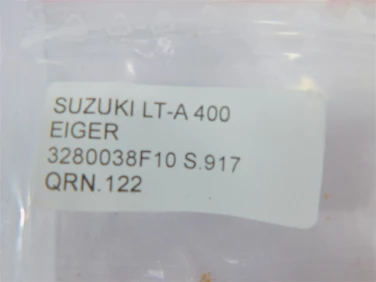 SUZUKI LT-A 400
EIGER
3280038F10 S.917
QRN.122